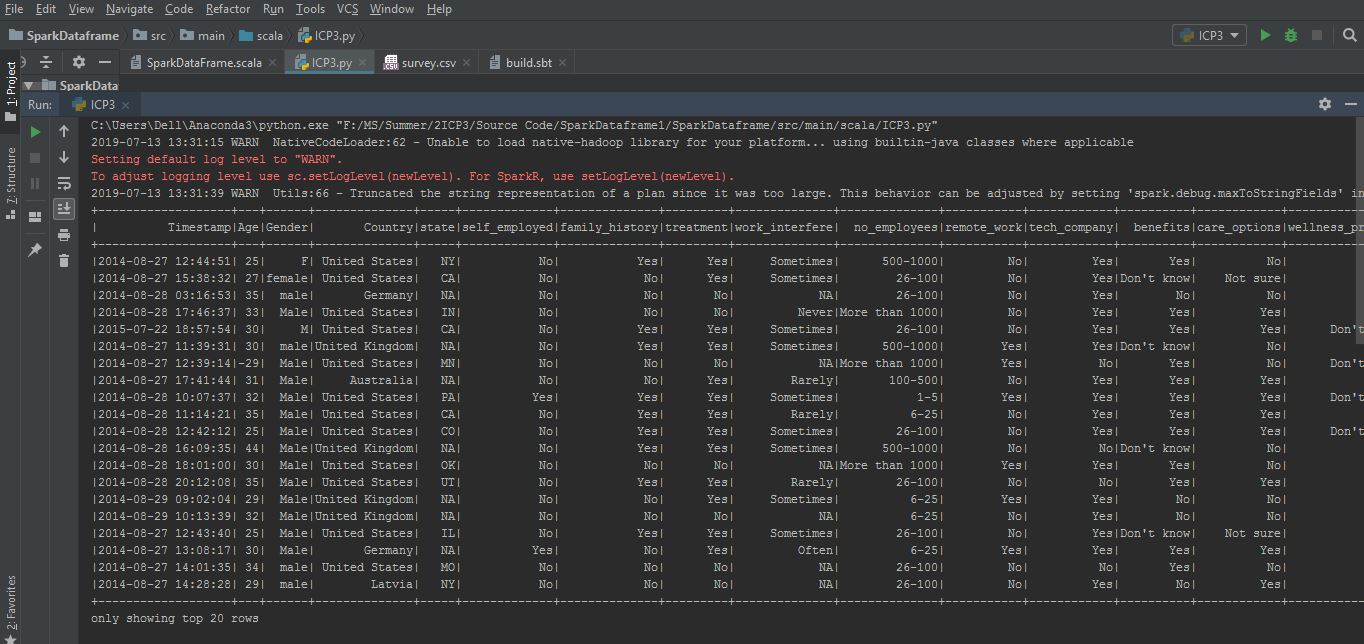 File Edit View Navigate Code Refactor Run Tools VCS Window Help
SparkDataframe src main scala ICP3.py ICP3
SparkDataFrame.scala ICP3.py survey.csv build.sbt
1: Project
SparkData
Run: ICP3
C:\Users\Dell\Anaconda3\python.exe "F:/MS/Summer/2ICP3/Source Code/SparkDataframe1/SparkDataframe/src/main/scala/ICP3.py"
2019-07-13 13:31:15 WARN  NativeCodeLoader:62 - Unable to load native-hadoop library for your platform... using builtin-java classes where applicable
Setting default log level to "WARN".
To adjust logging level use sc.setLogLevel(newLevel). For SparkR, use setLogLevel(newLevel).
2019-07-13 13:31:39 WARN  Utils:66 - Truncated the string representation of a plan since it was too large. This behavior can be adjusted by setting 'spark.debug.maxToStringFields' in
| Timestamp|Age|Gender| Country|state|self_employed|family_history|treatment|work_interfere| no_employees|remote_work|tech_company| benefits|care_options|wellness_pr
|2014-08-27 12:44:51| 25| F| United States| NY| No| Yes| Yes| Sometimes| 500-1000| No| Yes| Yes| No|
|2014-08-27 15:38:32| 27|female| United States| CA| No| No| Yes| Sometimes| 26-100| No| Yes|Don't know| Not sure|
|2014-08-28 03:16:53| 35| male| Germany| NA| No| No| No| NA| 26-100| No| Yes| No| No|
|2014-08-28 17:46:37| 33| Male| United States| IN| No| No| No| Never|More than 1000| No| Yes| Yes| Yes|
|2015-07-22 18:57:54| 30| M| United States| CA| No| Yes| Yes| Sometimes| 26-100| No| Yes| Yes| Yes| Don't
|2014-08-27 11:39:31| 30| male|United Kingdom| NA| No| Yes| Yes| Sometimes| 500-1000| Yes| Yes|Don't know| No|
|2014-08-27 12:39:14|-29| Male| United States| MN| No| No| No| NA|More than 1000| Yes| No| Yes| No| Don't
|2014-08-27 17:41:44| 31| Male| Australia| NA| No| No| Yes| Rarely| 100-500| No| Yes| Yes| Yes|
|2014-08-28 10:07:37| 32| Male| United States| PA| Yes| Yes| Yes| Sometimes| 1-5| Yes| Yes| Yes| Yes| Don't
|2014-08-28 11:14:21| 35| Male| United States| CA| No| Yes| Yes| Rarely| 6-25| No| Yes| Yes| Yes|
|2014-08-28 12:42:12| 25| Male| United States| CO| No| Yes| Yes| Sometimes| 26-100| No| Yes| Yes| Yes| Don't
|2014-08-28 16:09:35| 44| Male|United Kingdom| NA| No| Yes| Yes| Sometimes| 500-1000| No| No|Don't know| No|
|2014-08-28 18:01:00| 30| Male| United States| OK| No| No| No| NA|More than 1000| Yes| Yes| Yes| No|
|2014-08-28 20:12:08| 35| Male| United States| UT| No| No| Yes| Rarely| 26-100| No| Yes| Yes| Yes|
|2014-08-29 09:02:04| 29| Male|United Kingdom| NA| No| No| Yes| Sometimes| 6-25| Yes| Yes| No| Yes|
|2014-08-29 10:13:39| 32| Male|United Kingdom| NA| No| No| No| NA| 6-25| No| Yes| No| No|
|2014-08-27 12:43:40| 25| Male| United States| IL| No| Yes| Yes| Sometimes| 26-100| No| Yes|Don't know| Not sure|
|2014-08-27 13:08:17| 30| Male| Germany| NA| Yes| No| Yes| Often| 6-25| Yes| Yes| Yes| Yes|
|2014-08-27 14:01:35| 34| male| United States| MO| No| No| No| NA| 26-100| No| No| Yes| No|
|2014-08-27 14:28:28| 29| male| Latvia| NY| No| No| No| NA| 26-100| No| Yes| No| Yes|
only showing top 20 rows
7: Structure
2: Favorites